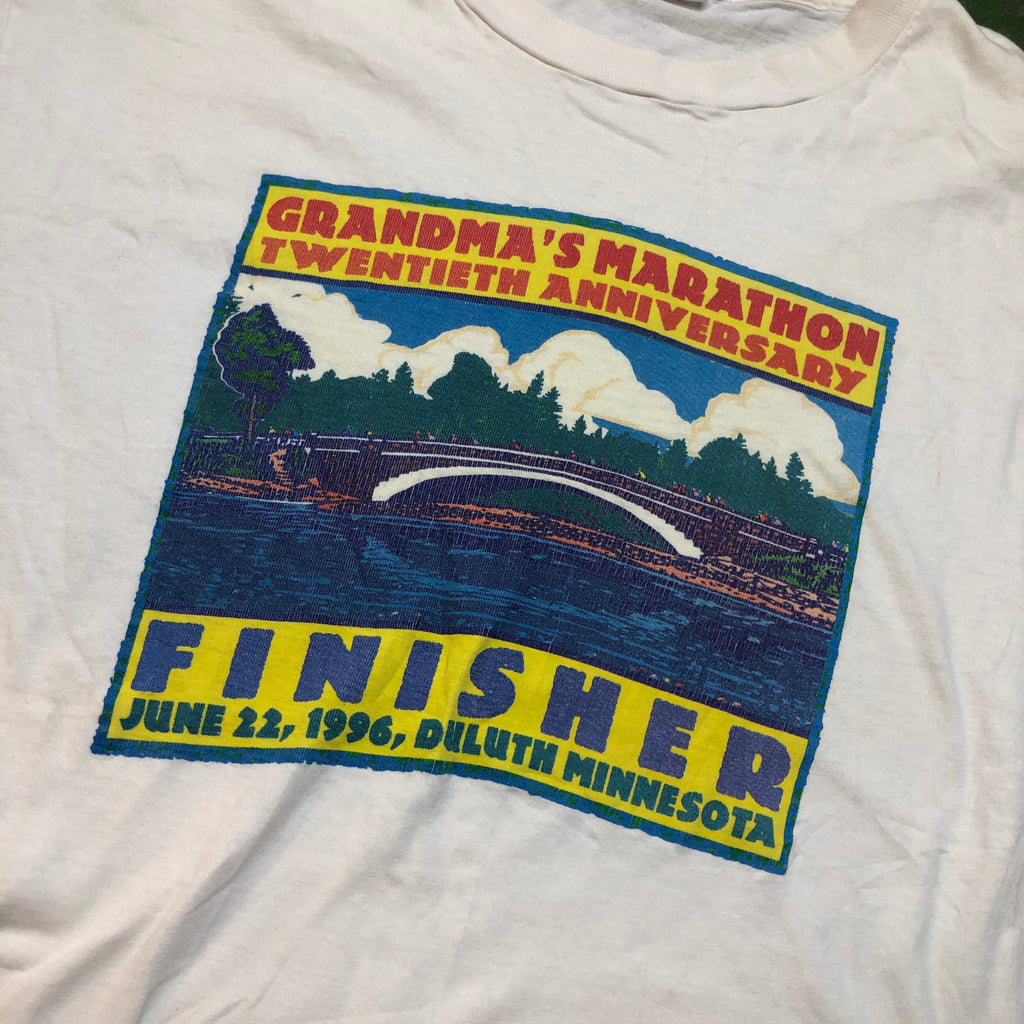 GRANDMA'S MARATHON
TWENTIETH ANNIVERSARY
FINISHER
JUNE 22, 1996, DULUTH MINNESOTA